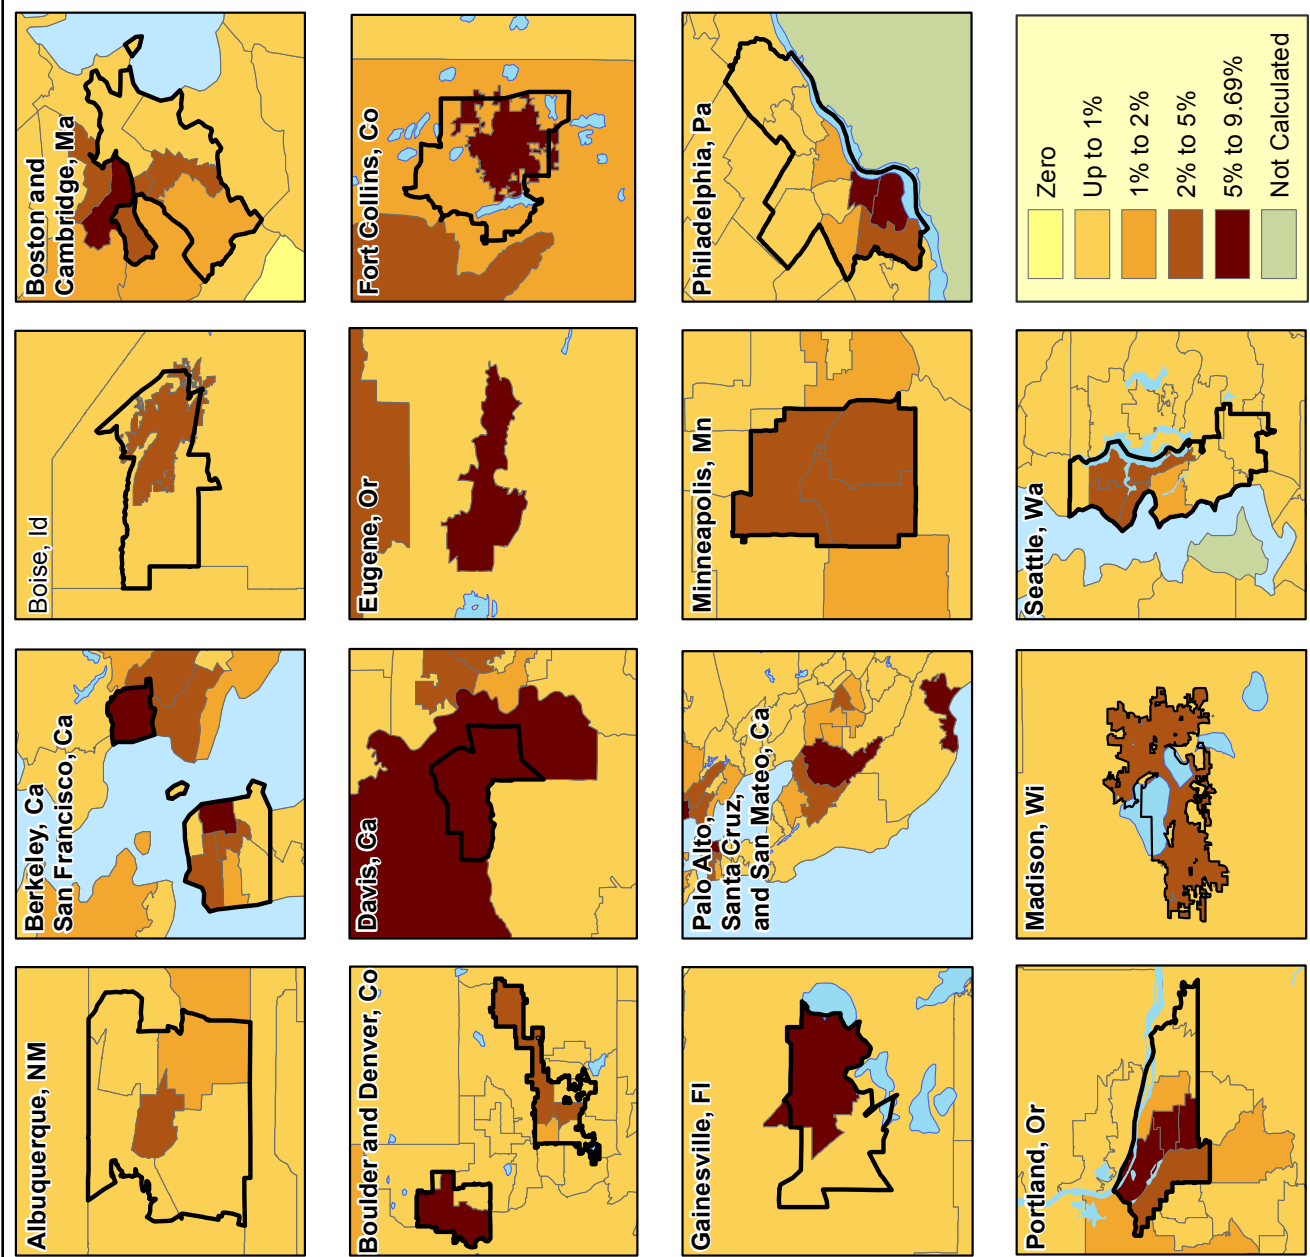 Albuquerque, NM
Berkeley, Ca
San Francisco, Ca
Boise, Id
Boston and
Cambridge, Ma
Boulder and Denver, Co
Davis, Ca
Eugene, Or
Fort Collins, Co
Gainesville, Fl
Palo Alto,
Santa Cruz,
and San Mateo, Ca
Minneapolis, Mn
Philadelphia, Pa
Portland, Or
Madison, Wi
Seattle, Wa
Zero
Up to 1%
1% to 2%
2% to 5%
5% to 9.69%
Not Calculated